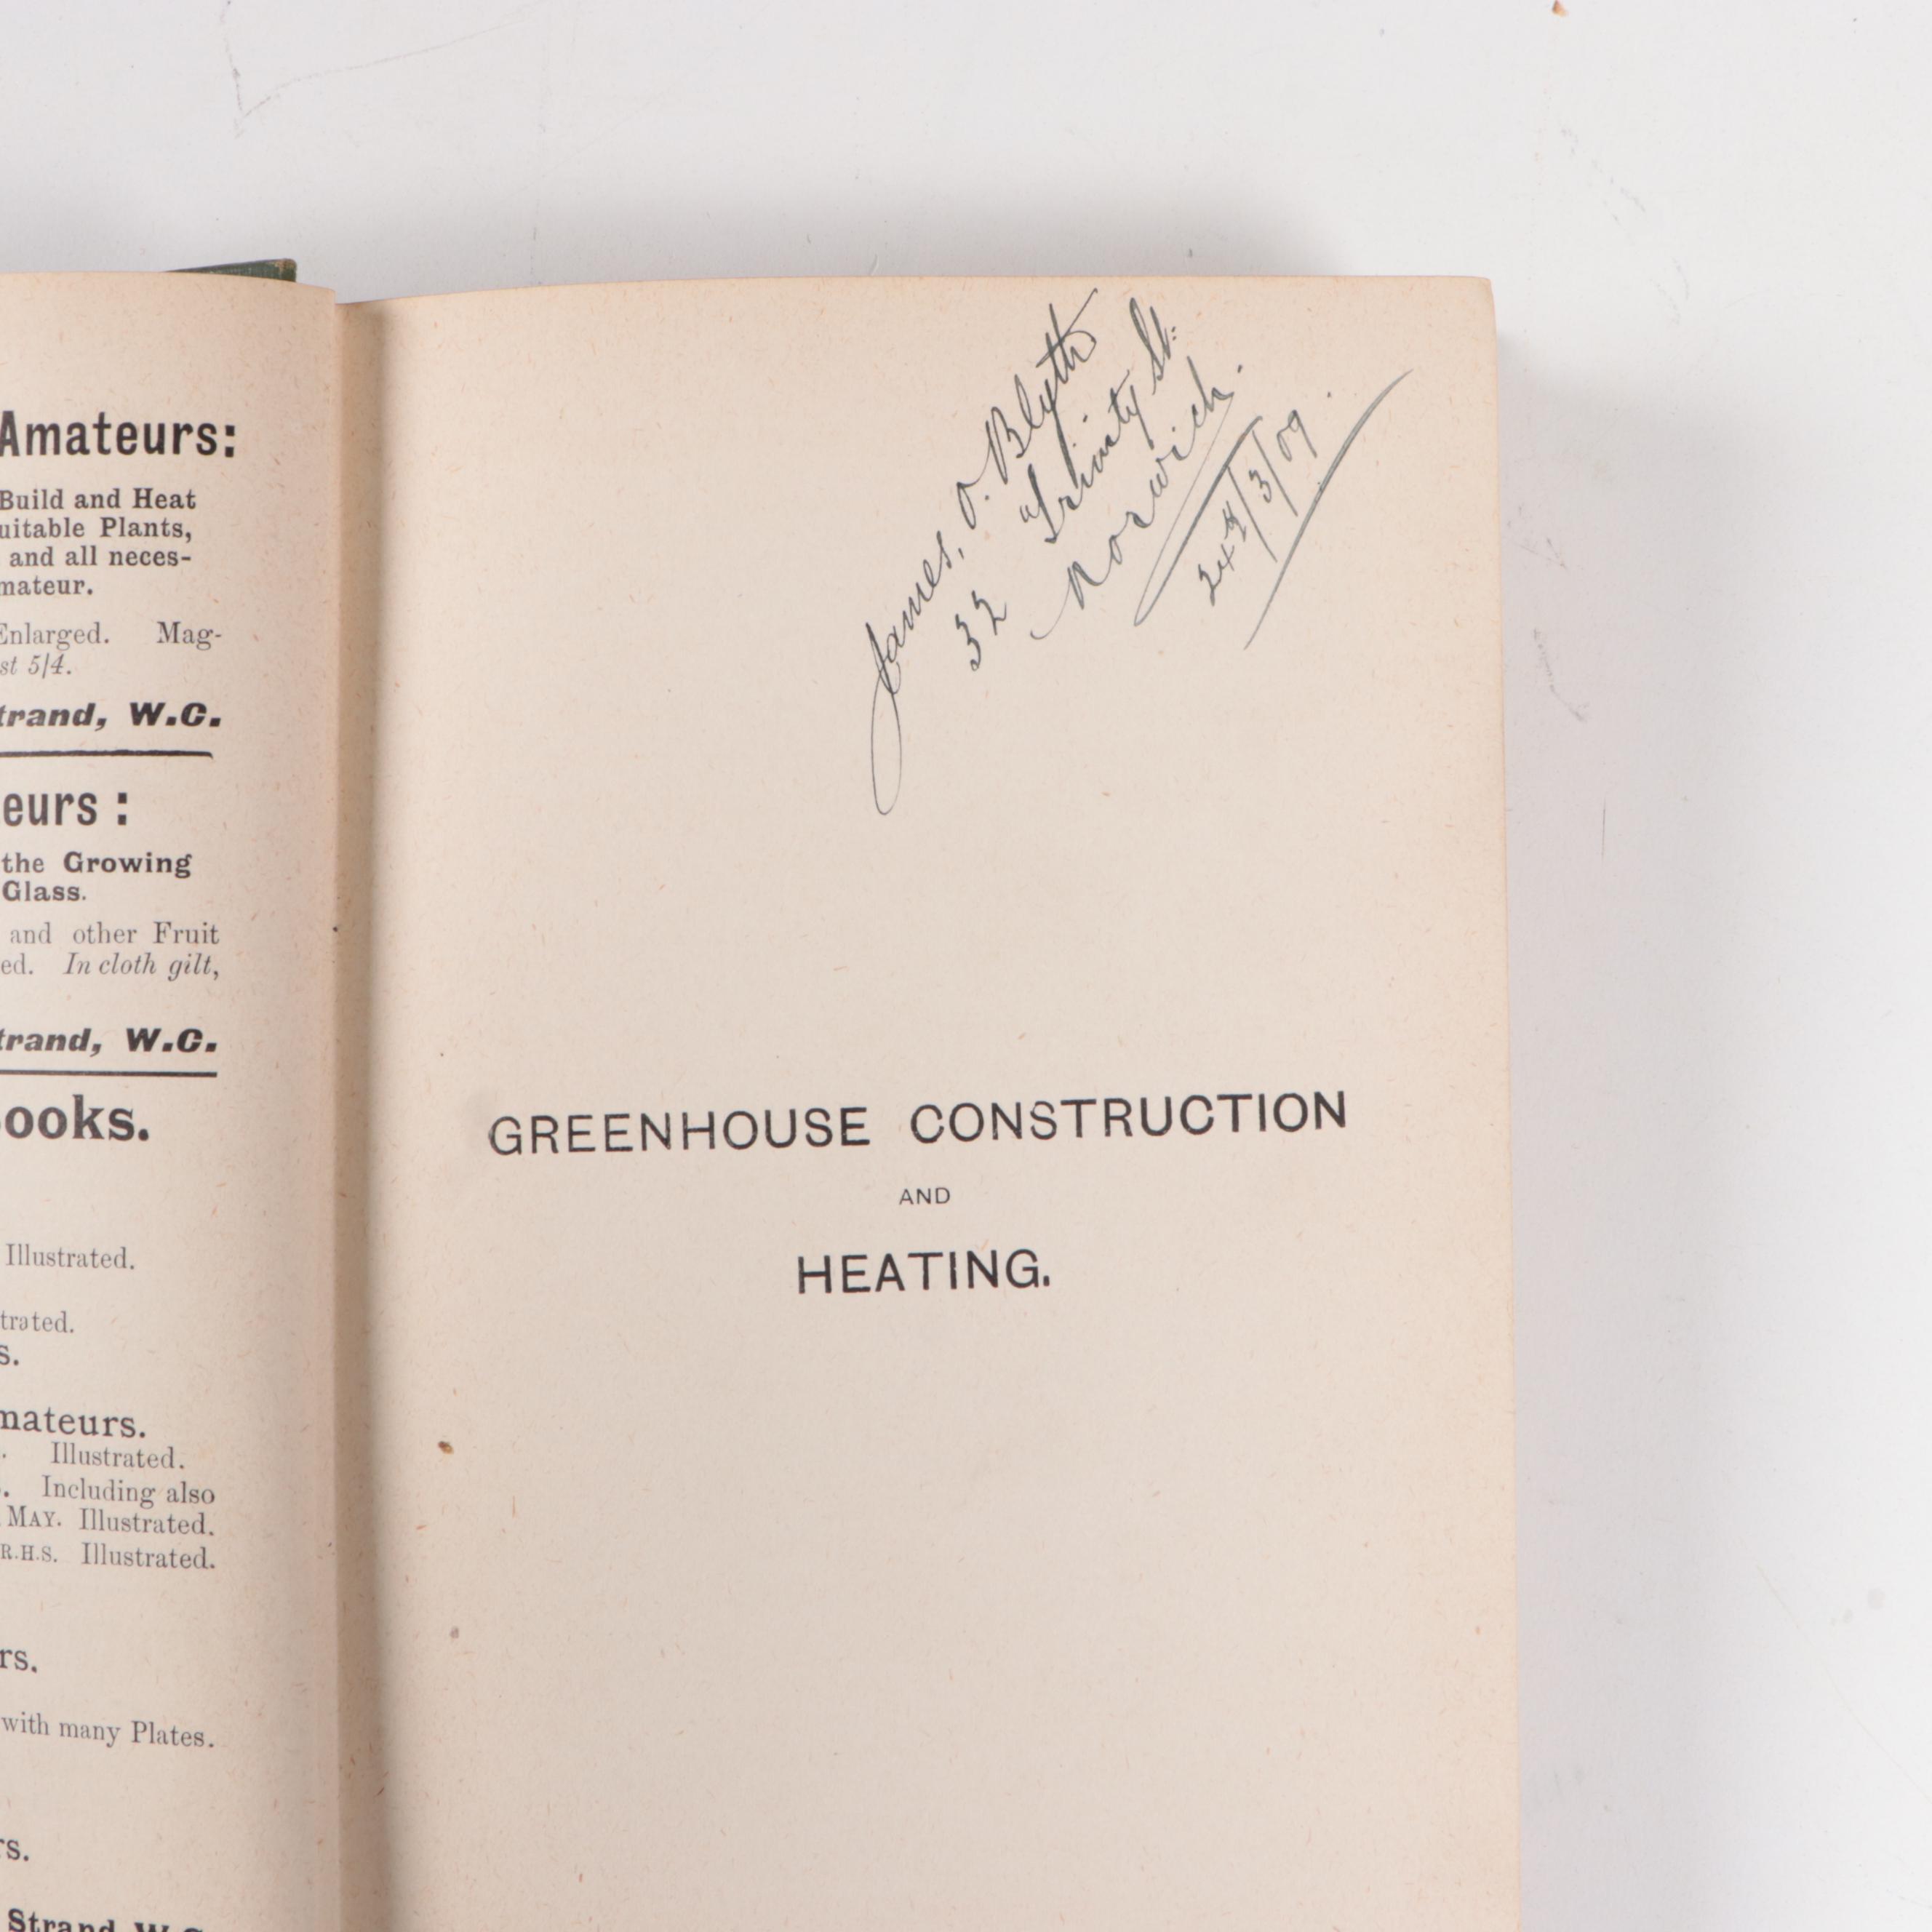 Amateurs:
Build and Heat
uitable Plants,
and all neces-
mateur.
Enlarged. Mag-
st 5/4.
trand, W.C.
eurs :
the Growing
Glass.
and other Fruit
ed. In cloth gilt,
trand, W.C.
ooks.
Illustrated.
trated.
s.
mateurs.
. Illustrated.
. Including also
MAY. Illustrated.
R.H.S. Illustrated.
rs.
with many Plates.
rs.
Strand, W.C.
James. O. Blyth
32 Trinity St.
Norwich.
/3/09.
GREENHOUSE CONSTRUCTION
AND
HEATING.